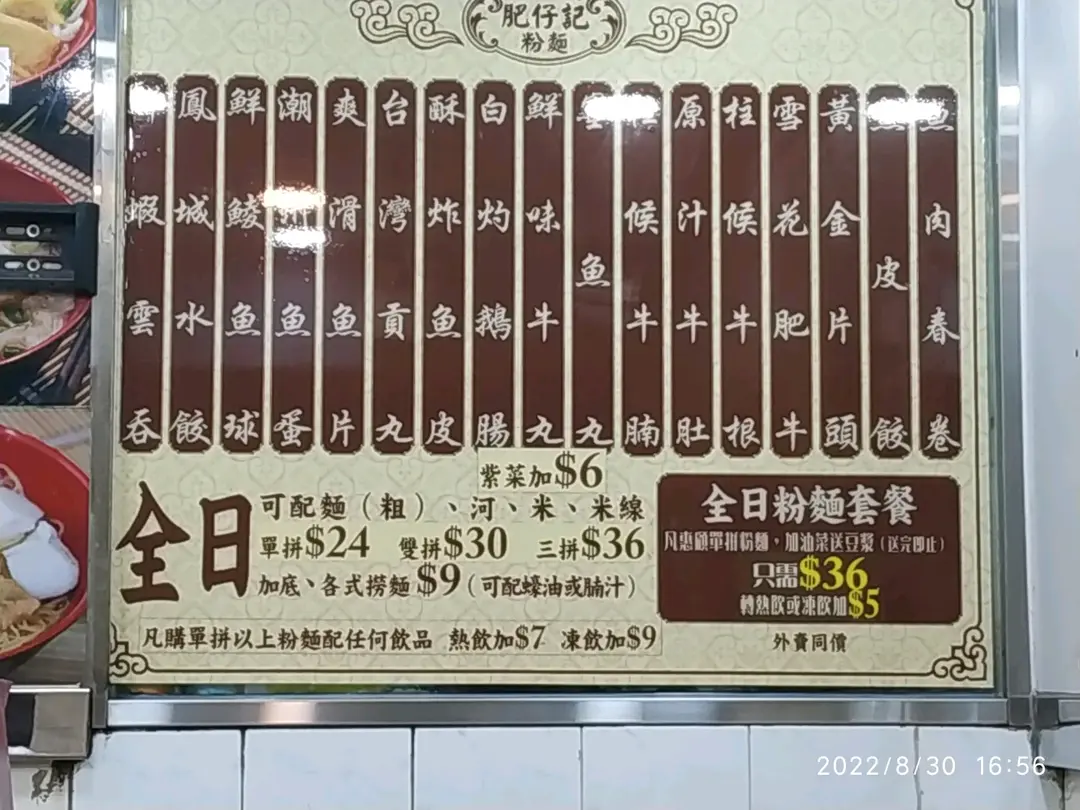 肥仔記
粉麵
魚肉春卷
魚皮餃
黃金片頭
雪花肥牛
柱候牛根
原汁牛肚
候牛腩
墨魚丸
鮮味牛丸
白灼鵝腸
酥炸魚皮
台灣貢丸
爽滑魚片
潮州魚蛋
鮮鯪魚球
鳳城水餃
蝦雲吞
紫菜加$6
全日
可配麵（粗）、河、米、米線
單拼$24 雙拼$30 三拼$36
加底、各式撈麵$9（可配蠔油或腩汁）
凡購單拼以上粉麵配任何飲品 熱飲加$7 凍飲加$9
全日粉麵套餐
凡惠顧單拼粉麵，加油菜送豆漿（送完即止）
只需$36
轉熱飲或凍飲加$5
外賣同價
2022/8/30 16:56